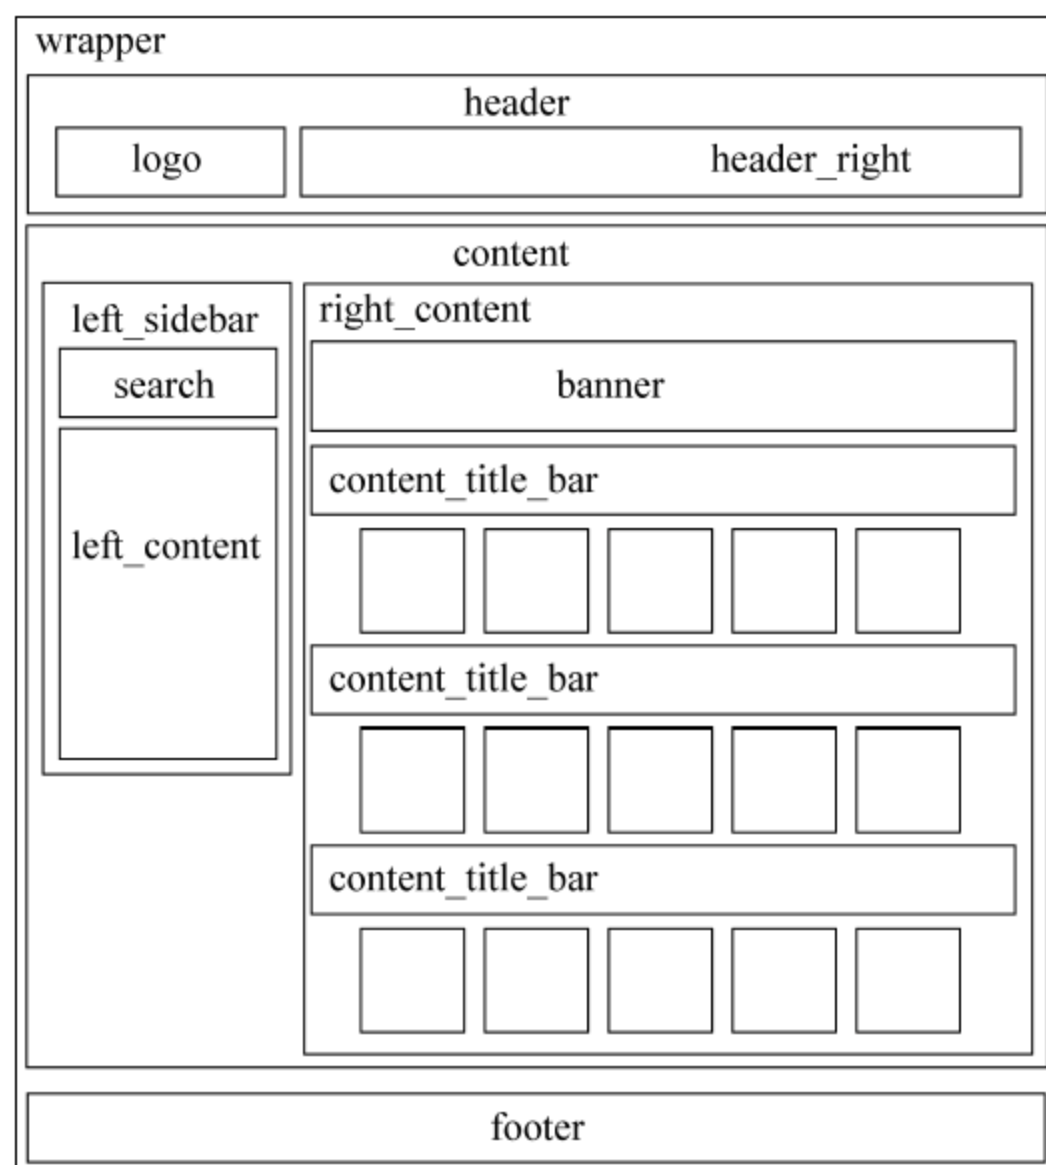 wrapper
header
logo
header_right
content
left_sidebar
search
left_content
right_content
banner
content_title_bar
content_title_bar
content_title_bar
footer